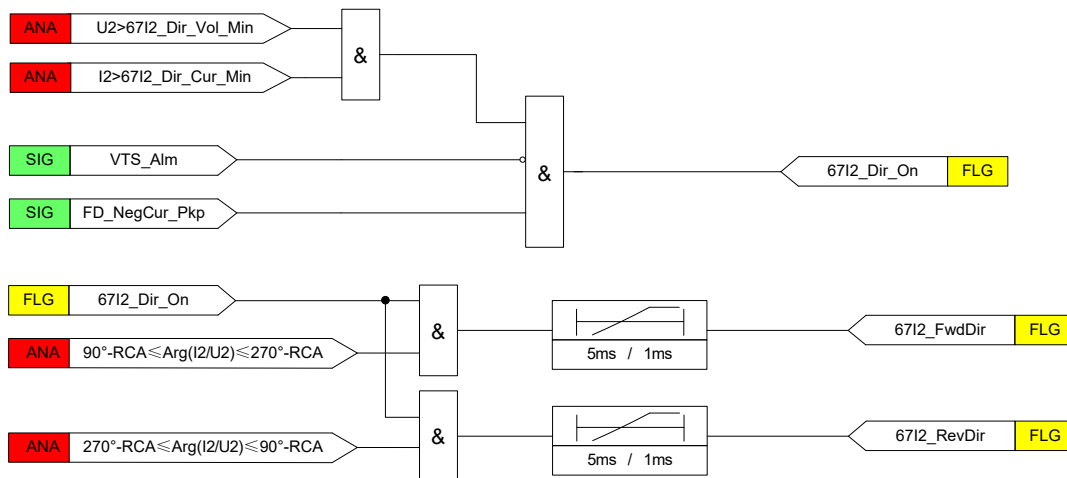 ANA U2>67I2_Dir_Vol_Min
&
ANA I2>67I2_Dir_Cur_Min
SIG VTS_Alm
&
67I2_Dir_On FLG
SIG FD_NegCur_Pkp
FLG 67I2_Dir_On
&
5ms / 1ms
67I2_FwdDir FLG
ANA 90°-RCA≤Arg(I2/U2)≤270°-RCA
&
5ms / 1ms
67I2_RevDir FLG
ANA 270°-RCA≤Arg(I2/U2)≤90°-RCA